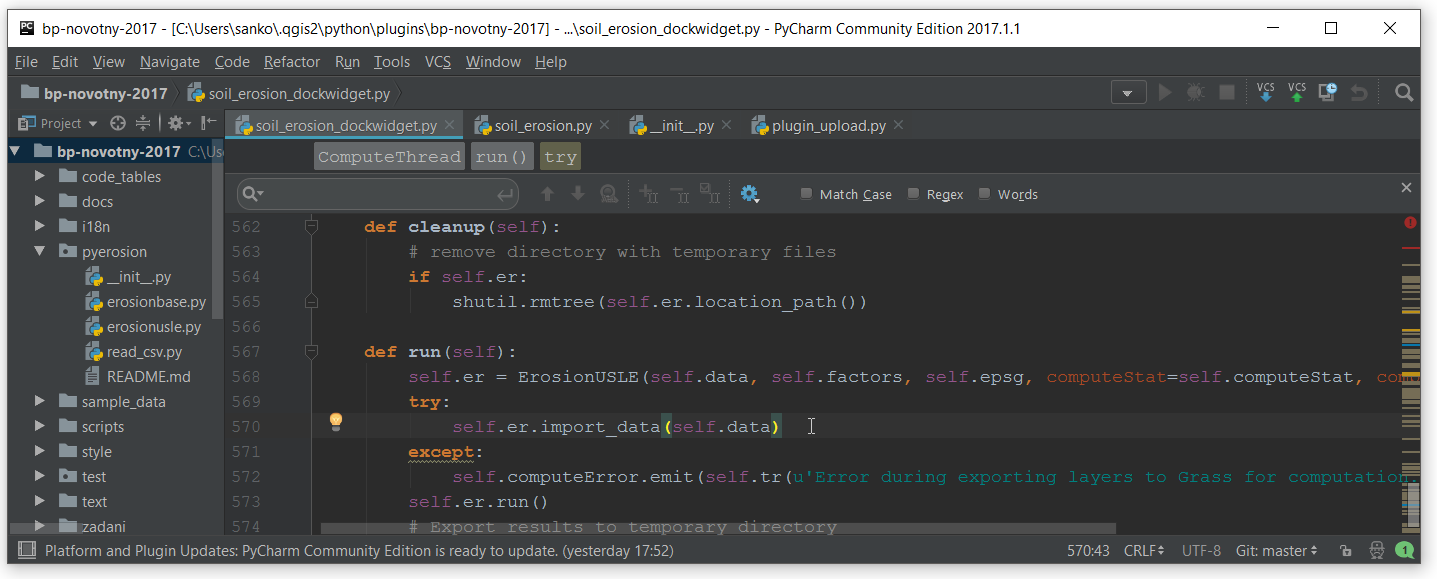 bp-novotny-2017 - [C:\Users\sanko\.qgis2\python\plugins\bp-novotny-2017] - ...\soil_erosion_dockwidget.py - PyCharm Community Edition 2017.1.1
File Edit View Navigate Code Refactor Run Tools VCS Window Help
bp-novotny-2017 soil_erosion_dockwidget.py VCS VCS
Project soil_erosion_dockwidget.py soil_erosion.py __init__.py plugin_upload.py
bp-novotny-2017 C:\Us
ComputeThread run() try
code_tables
docs
Match Case Regex Words
i18n
pyerosion
__init__.py
erosionbase.py
erosionusle.py
read_csv.py
README.md
sample_data
scripts
style
test
text
zadani
562 def cleanup(self):
563 # remove directory with temporary files
564 if self.er:
565 shutil.rmtree(self.er.location_path())
566
567 def run(self):
568 self.er = ErosionUSLE(self.data, self.factors, self.epsg, computeStat=self.computeStat,
569 try:
570 self.er.import_data(self.data)
571 except:
572 self.computeError.emit(self.tr(u'Error during exporting layers to Grass for computation.
573 self.er.run()
574 # Export results to temporary directory
Platform and Plugin Updates: PyCharm Community Edition is ready to update. (yesterday 17:52) 570:43 CRLF UTF-8 Git: master 1